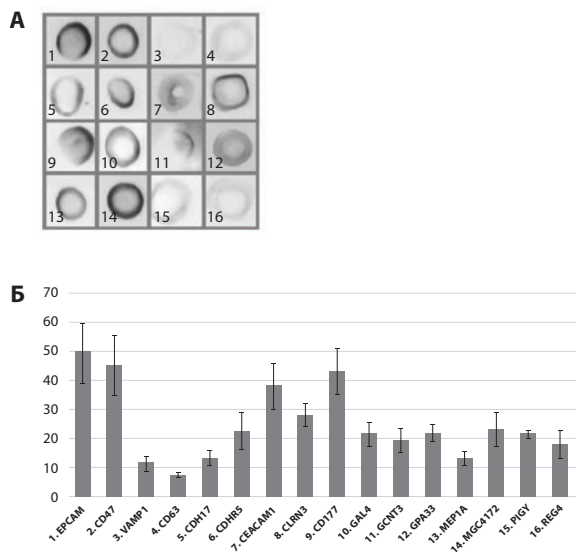 А
1 2 3 4
5 6 7 8
9 10 11 12
13 14 15 16
Б
70
60
50
40
30
20
10
0
1. EPCAM
2. CD47
3. VAMP1
4. CD63
5. CDH17
6. CDHR5
7. CEACAM1
8. CLRN3
9. CD177
10. GAL4
11. GCNT3
12. GPA33
13. MEP1A
14. MGC4172
15. PIGY
16. REG4